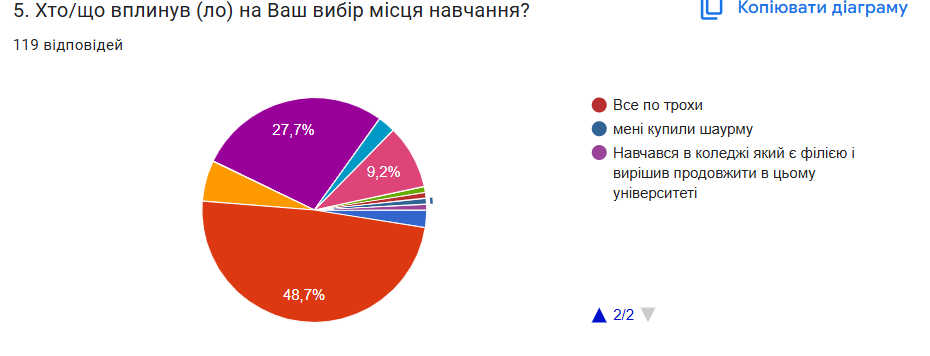 5. Хто/що вплинув (ло) на Ваш вибір місця навчання?
Копіювати діаграму
119 відповідей
27,7%
9,2%
48,7%
Все по трохи
мені купили шаурму
Навчався в коледжі який є філією і
вирішив продовжити в цьому
університеті
2/2